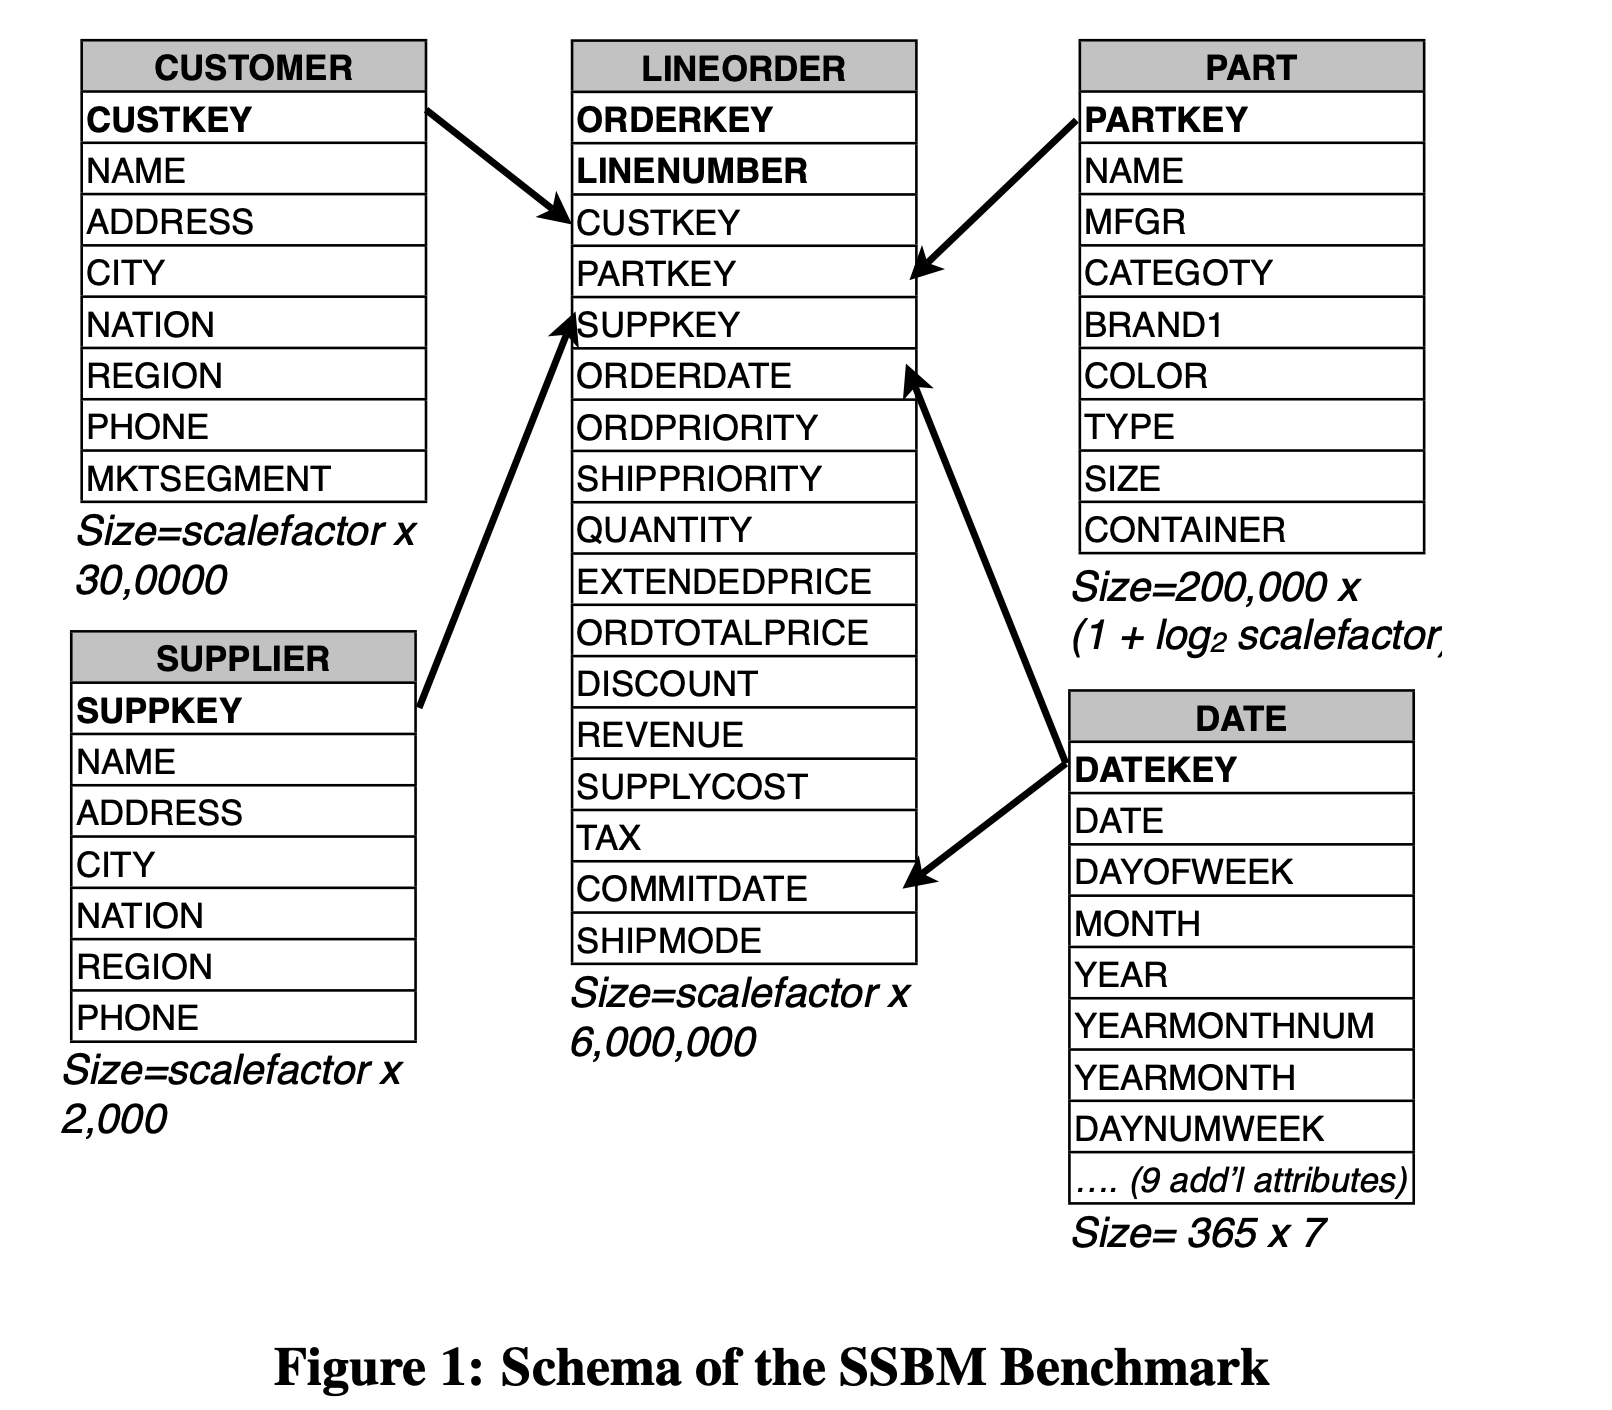 CUSTOMER
CUSTKEY
NAME
ADDRESS
CITY
NATION
REGION
PHONE
MKTSEGMENT
Size=scalefactor x
30,0000
SUPPLIER
SUPPKEY
NAME
ADDRESS
CITY
NATION
REGION
PHONE
Size=scalefactor x
2,000
LINEORDER
ORDERKEY
LINENUMBER
CUSTKEY
PARTKEY
SUPPKEY
ORDERDATE
ORDPRIORITY
SHIPPRIORITY
QUANTITY
EXTENDEDPRICE
ORDTOTALPRICE
DISCOUNT
REVENUE
SUPPLYCOST
TAX
COMMITDATE
SHIPMODE
Size=scalefactor x
6,000,000
PART
PARTKEY
NAME
MFGR
CATEGOTY
BRAND1
COLOR
TYPE
SIZE
CONTAINER
Size=200,000 x
(1 + log₂ scalefactor)
DATE
DATEKEY
DATE
DAYOFWEEK
MONTH
YEAR
YEARMONTHNUM
YEARMONTH
DAYNUMWEEK
…. (9 add’l attributes)
Size= 365 x 7
Figure 1: Schema of the SSBM Benchmark